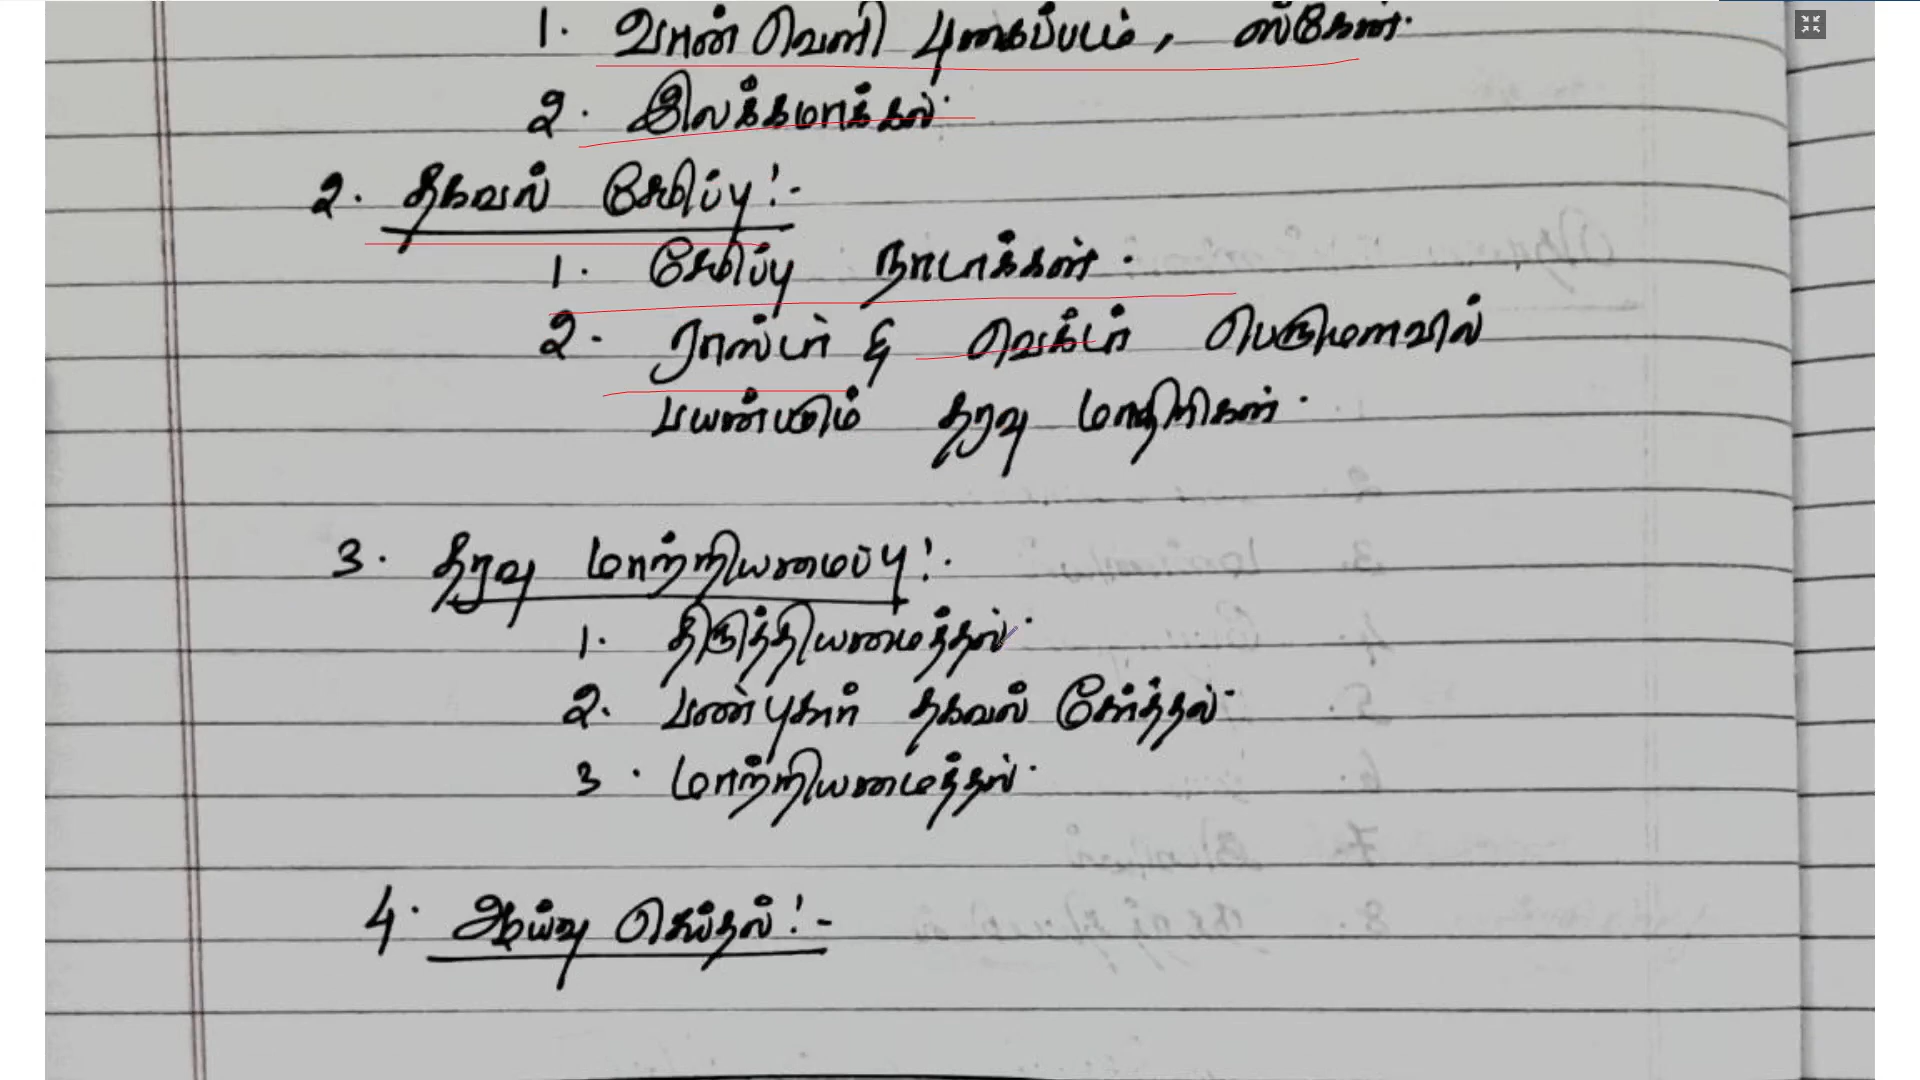 1. வான்வெளி புகைப்படம், ஸ்கேன்.
2. இலக்கமாக்கல்.
2. தகவல் சேமிப்பு:-
1. சேமிப்பு நாடாக்கள்.
2. ராஸ்டர் & வெக்டர் பெருமளவில்
பயன்படும் தரவு மாதிரிகள்.
3. தரவு மாற்றியமைப்பு:-
1. திருத்தியமைத்தல்.
2. பண்புசார் தகவல் சேர்த்தல்.
3. மாற்றியமைத்தல்.
4. ஆய்வு செய்தல்:-